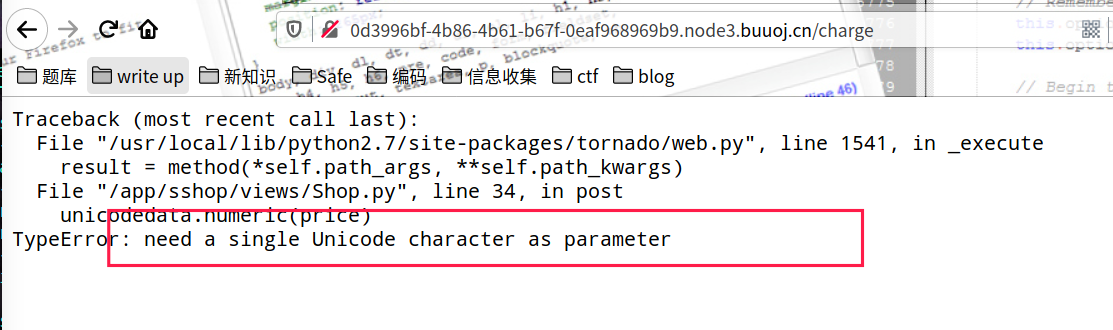 0d3996bf-4b86-4b61-b67f-0eaf968969b9.node3.buuoj.cn/charge
题库 write up 新知识 Safe 编码 信息收集 ctf blog
Traceback (most recent call last):
  File "/usr/local/lib/python2.7/site-packages/tornado/web.py", line 1541, in _execute
    result = method(*self.path_args, **self.path_kwargs)
  File "/app/sshop/views/Shop.py", line 34, in post
    unicodedata.numeric(price)
TypeError: need a single Unicode character as parameter